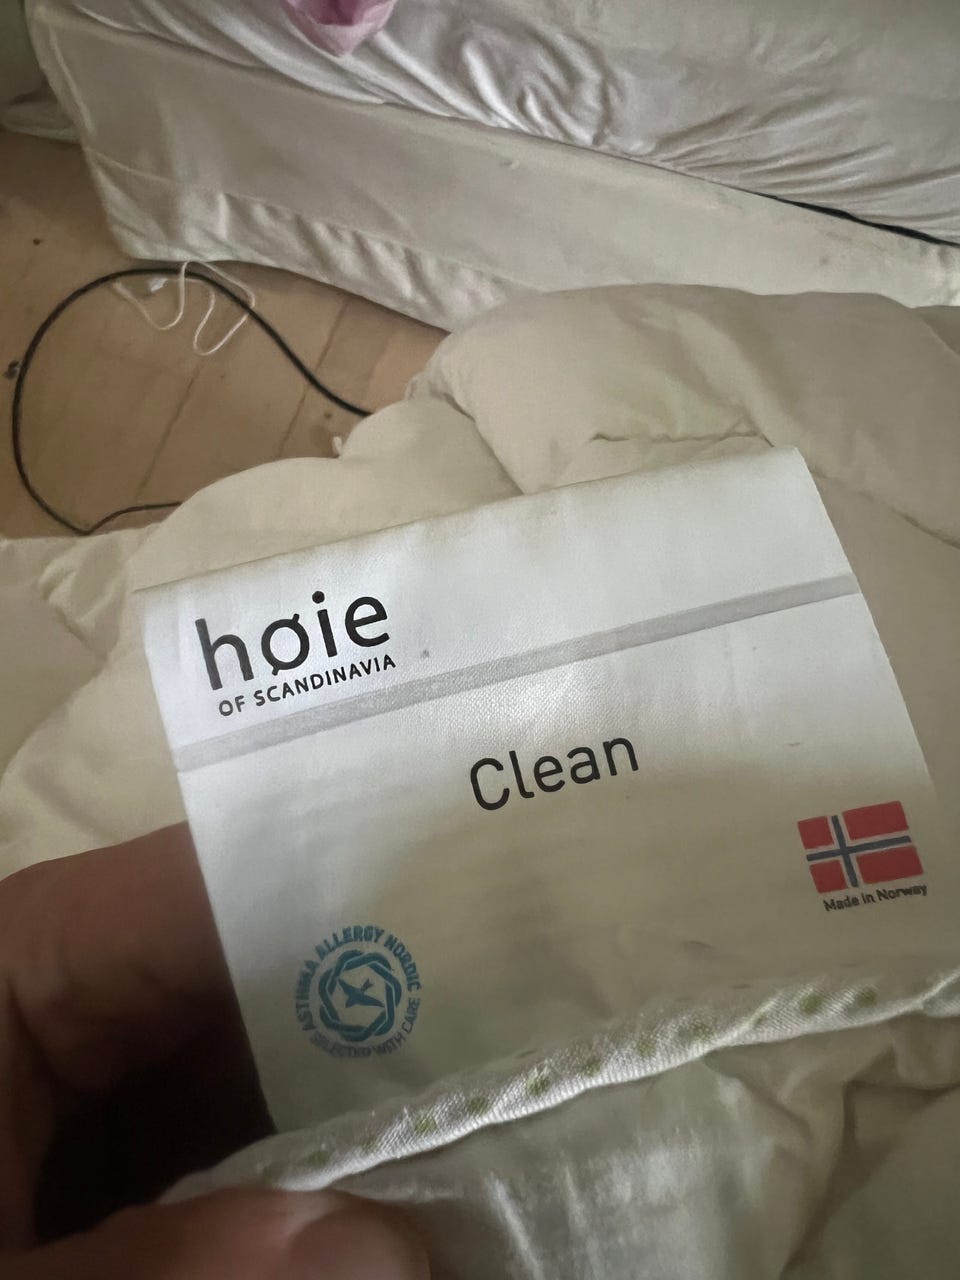 høie
OF SCANDINAVIA
Clean
Made in Norway
ASTHMA ALLERGY NORDIC
SELECTED WITH CARE